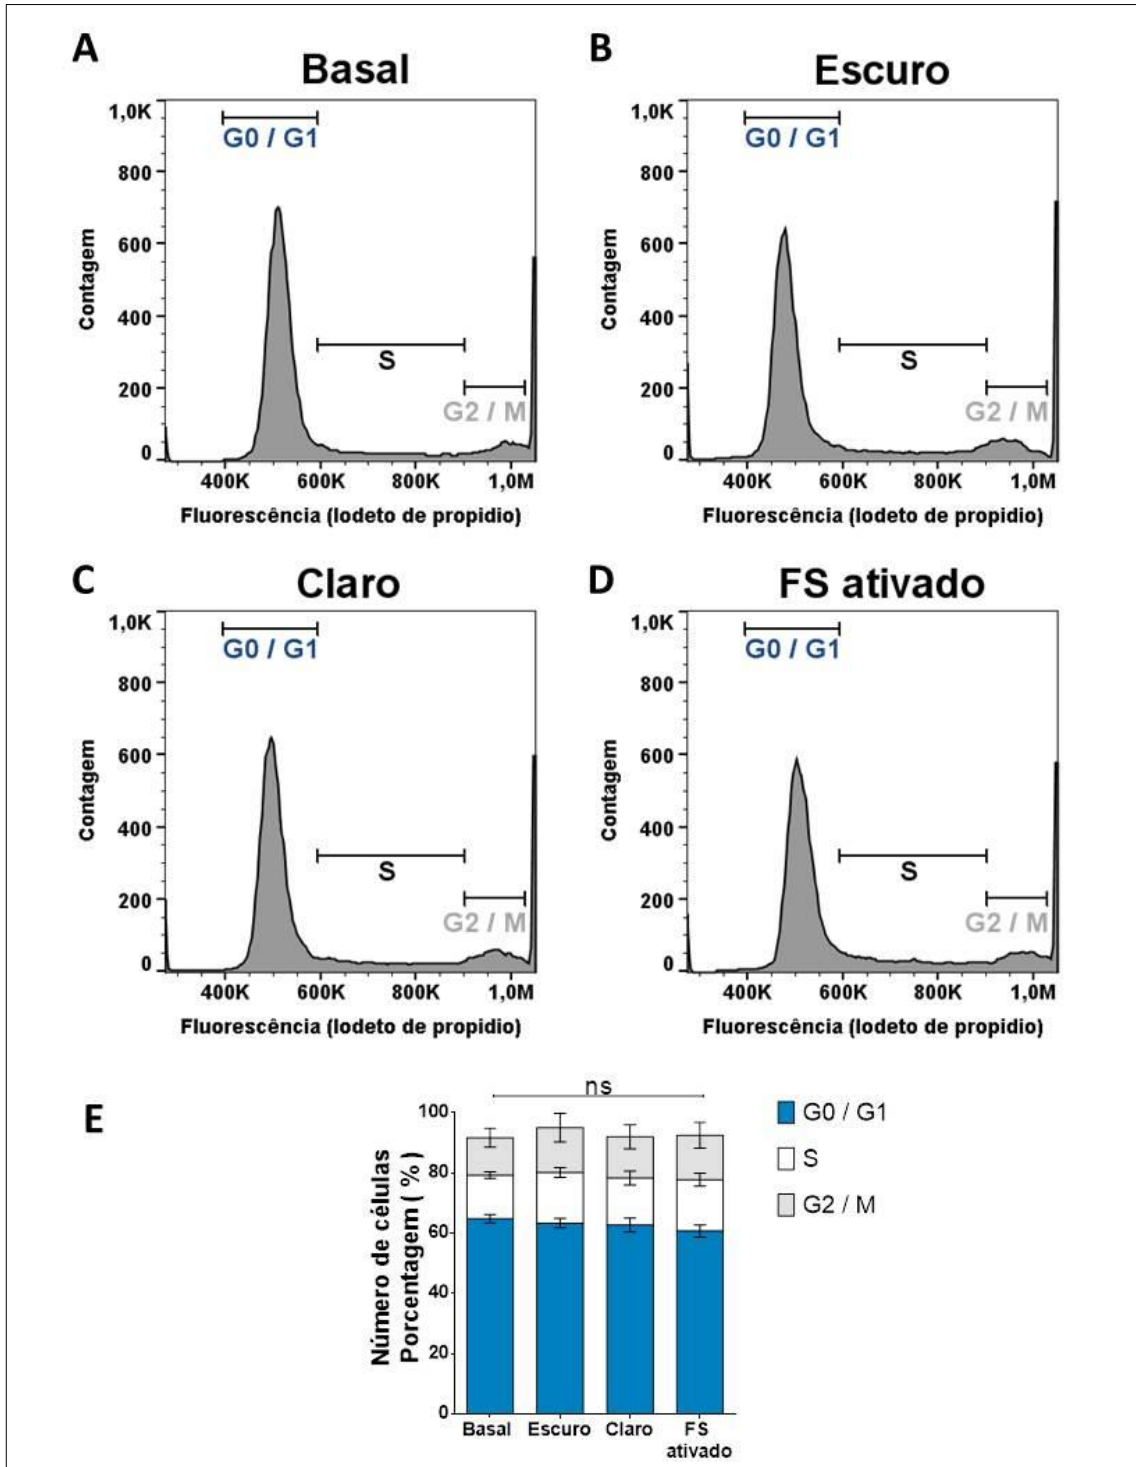 A
Basal
1,0K
G0 / G1
800
600
400
200
0
S
G2 / M
Contagem
400K 600K 800K 1,0M
Fluorescência (Iodeto de propidio)
B
Escuro
1,0K
G0 / G1
800
600
400
200
0
S
G2 / M
Contagem
400K 600K 800K 1,0M
Fluorescência (Iodeto de propidio)
C
Claro
1,0K
G0 / G1
800
600
400
200
0
S
G2 / M
Contagem
400K 600K 800K 1,0M
Fluorescência (Iodeto de propidio)
D
FS ativado
1,0K
G0 / G1
800
600
400
200
0
S
G2 / M
Contagem
400K 600K 800K 1,0M
Fluorescência (Iodeto de propidio)
E
ns
Número de células
Porcentagem ( % )
100
80
60
40
20
0
Basal Escuro Claro FS
ativado
G0 / G1
S
G2 / M